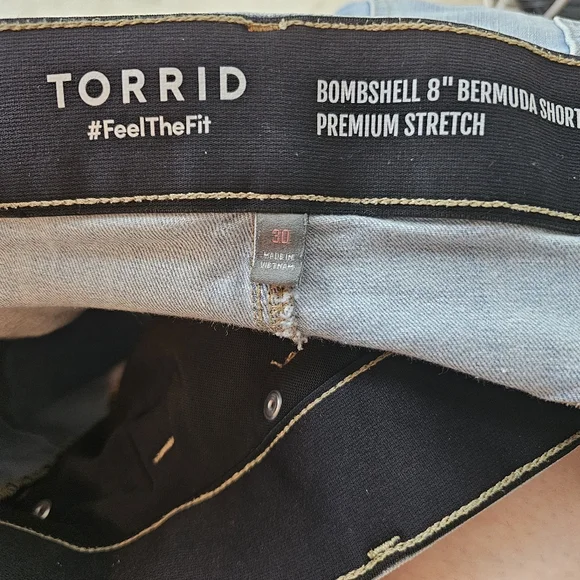 TORRID
#FeelTheFit
BOMBSHELL 8" BERMUDA SHORT
PREMIUM STRETCH
30
MADE IN
VIETNAM